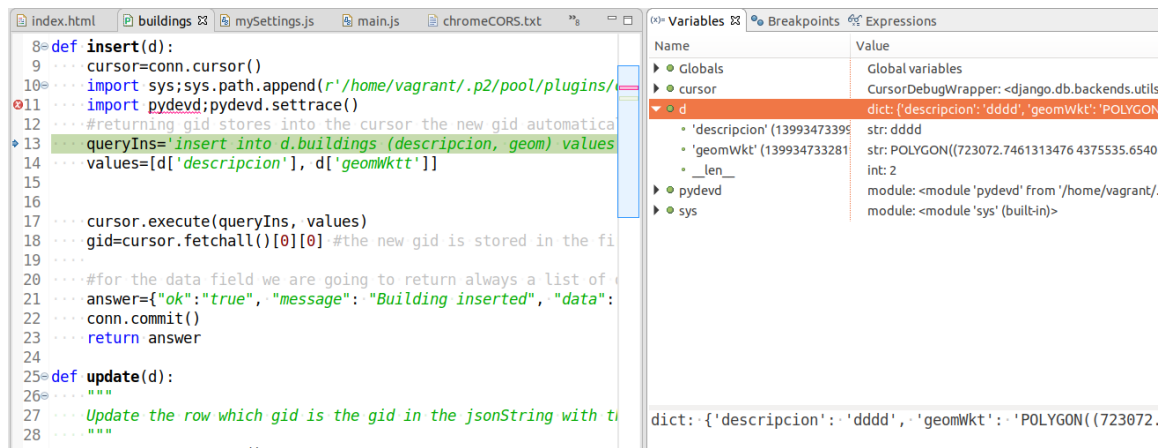 index.html buildings mySettings.js main.js chromeCORS.txt »8
8 def insert(d):
9 cursor=conn.cursor()
10 import sys;sys.path.append(r'/home/vagrant/.p2/pool/plugins/
11 import pydevd;pydevd.settrace()
12 #returning gid stores into the cursor the new gid automatica
13 queryIns='insert into d.buildings (descripcion, geom) values
14 values=[d['descripcion'], d['geomWktt']]
15
16
17 cursor.execute(queryIns, values)
18 gid=cursor.fetchall()[0][0] #the new gid is stored in the fi
19
20 #for the data field we are going to return always a list of
21 answer={"ok":"true", "message": "Building inserted", "data":
22 conn.commit()
23 return answer
24
25 def update(d):
26 """
27 Update the row which gid is the gid in the jsonString with th
28 """
(x)= Variables Breakpoints Expressions
Name Value
Globals Global variables
cursor CursorDebugWrapper: <django.db.backends.utils
d dict: {'descripcion': 'dddd', 'geomWkt': 'POLYGON
'descripcion' (13993473399 str: dddd
'geomWkt' (139934733281 str: POLYGON((723072.7461313476 4375535.6540
__len__ int: 2
pydevd module: <module 'pydevd' from '/home/vagrant/.
sys module: <module 'sys' (built-in)>
dict: {'descripcion': 'dddd', 'geomWkt': 'POLYGON((723072.